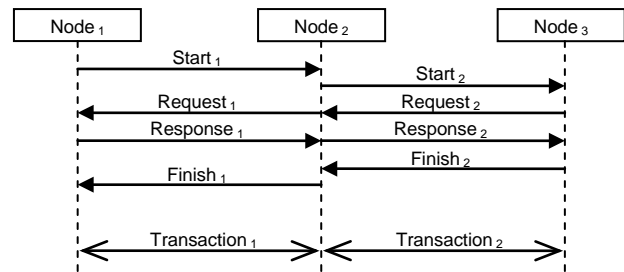 Node 1 Node 2 Node 3
Start 1
Start 2
Request 1 Request 2
Response 1 Response 2
Finish 2
Finish 1
Transaction 1 Transaction 2